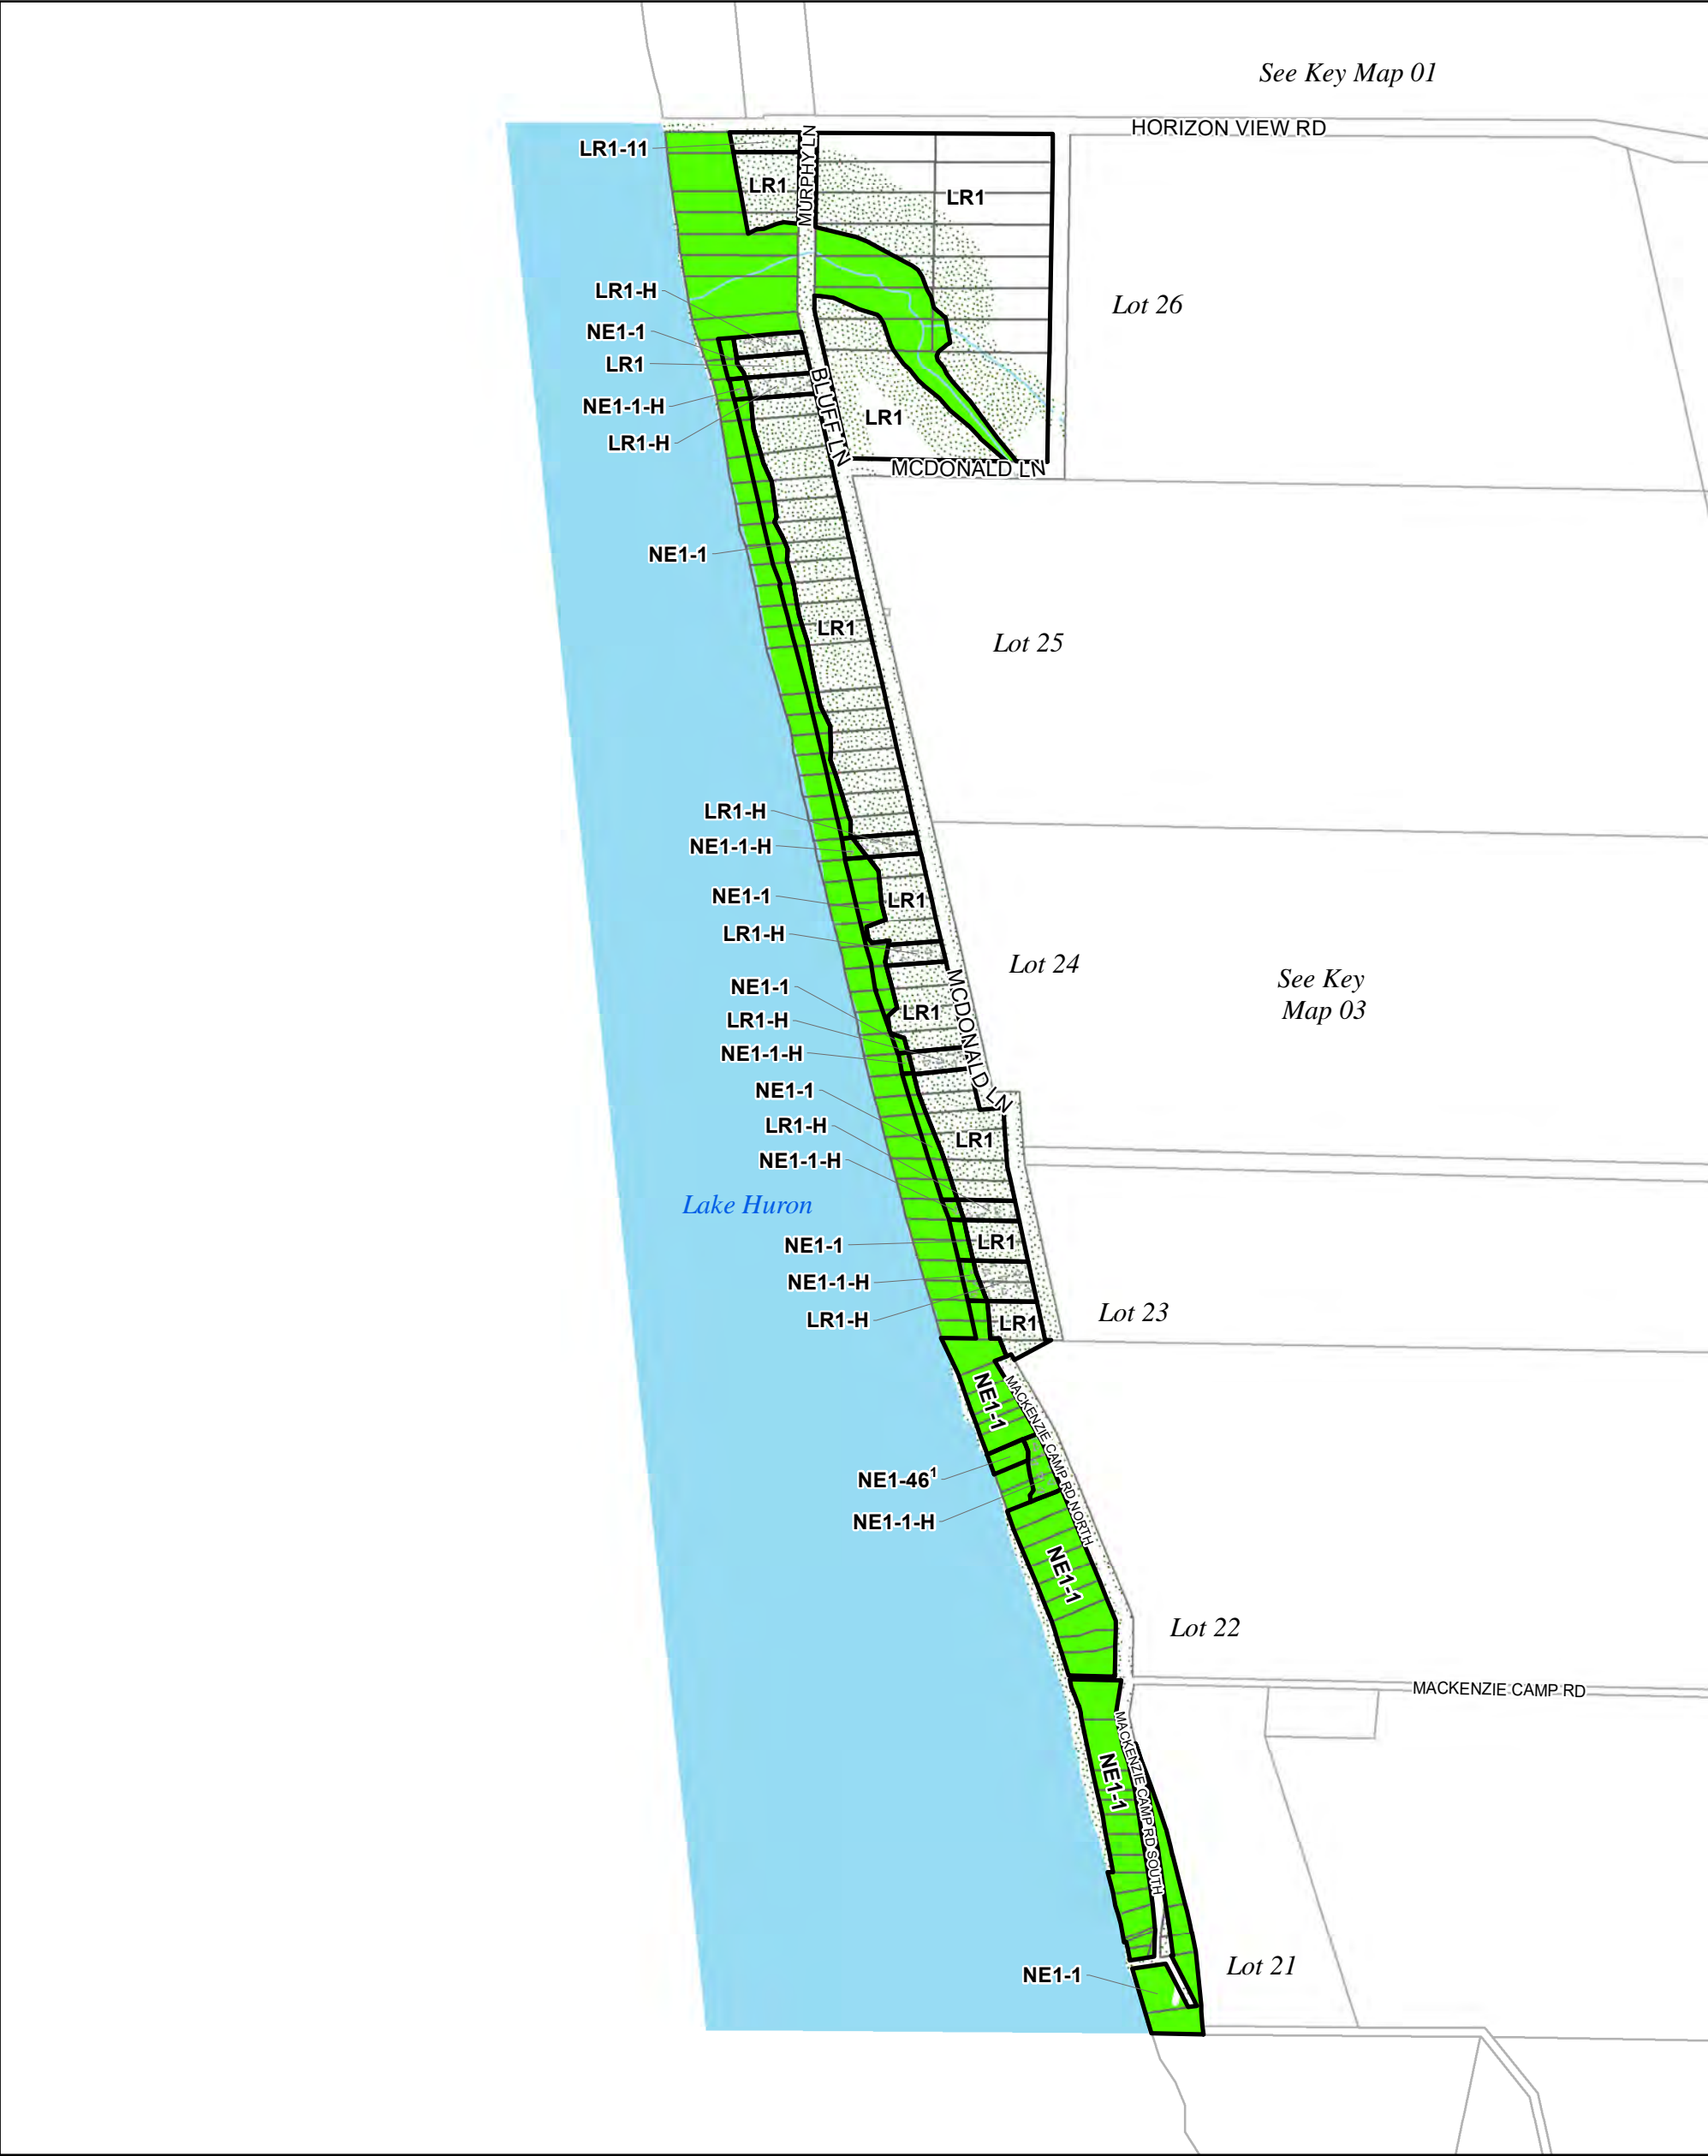 See Key Map 01
HORIZON VIEW RD
LR1-11
MURPHY LN
LR1
LR1
LR1-H
Lot 26
NE1-1
LR1
NE1-1-H
LR1-H
BLUFF LN
LR1
MCDONALD LN
NE1-1
LR1
Lot 25
LR1-H
NE1-1-H
NE1-1
LR1
LR1-H
Lot 24
See Key
Map 03
NE1-1
LR1
LR1-H
MCDONALD LN
NE1-1-H
NE1-1
LR1-H
LR1
NE1-1-H
Lake Huron
NE1-1
LR1
NE1-1-H
LR1-H
LR1
Lot 23
NE1-1
MACKENZIE CAMP RD NORTH
NE1-46¹
NE1-1-H
NE1-1
Lot 22
MACKENZIE CAMP RD
NE1-1
MACKENZIE CAMP RD SOUTH
NE1-1
Lot 21